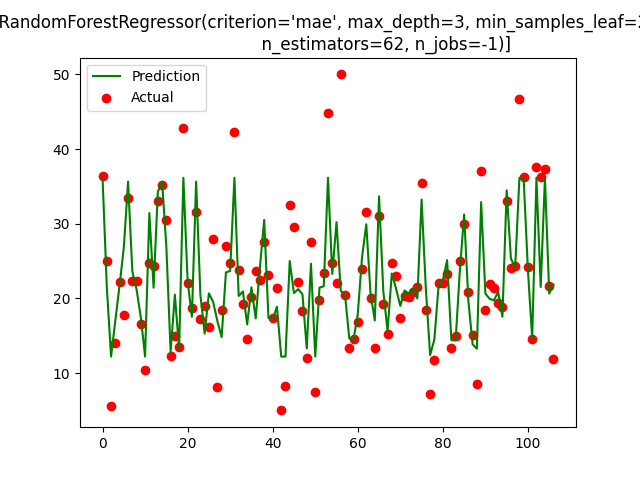 RandomForestRegressor(criterion='mae', max_depth=3, min_samples_leaf=2
n_estimators=62, n_jobs=-1)]
Prediction
Actual
50
40
30
20
10
0
20
40
60
80
100